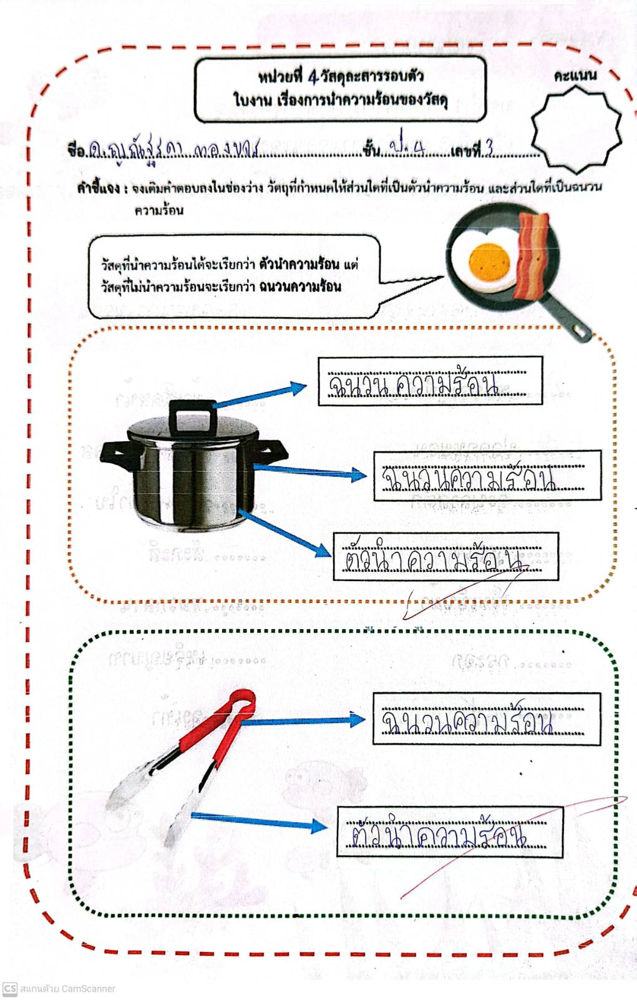 หน่วยที่ 4 วัสดุละสารรอบตัว
ใบงาน เรื่องการนำความร้อนของวัสดุ
คะแนน
ชื่อ ด.ญ. ชั้น ป.4 เลขที่ 3
คำชี้แจง : จงเติมคำตอบลงในช่องว่าง วัตถุที่กำหนดให้ส่วนใดที่เป็นตัวนำความร้อน และส่วนใดที่เป็นฉนวน
ความร้อน
วัสดุที่นำความร้อนได้จะเรียกว่า ตัวนำความร้อน แต่
วัสดุที่ไม่นำความร้อนจะเรียกว่า ฉนวนความร้อน
ฉนวน ความร้อน
ฉนวนความร้อน
ตัวนำความร้อน
ฉนวนความร้อน
ตัวนำความร้อน
CS สแกนด้วย CamScanner